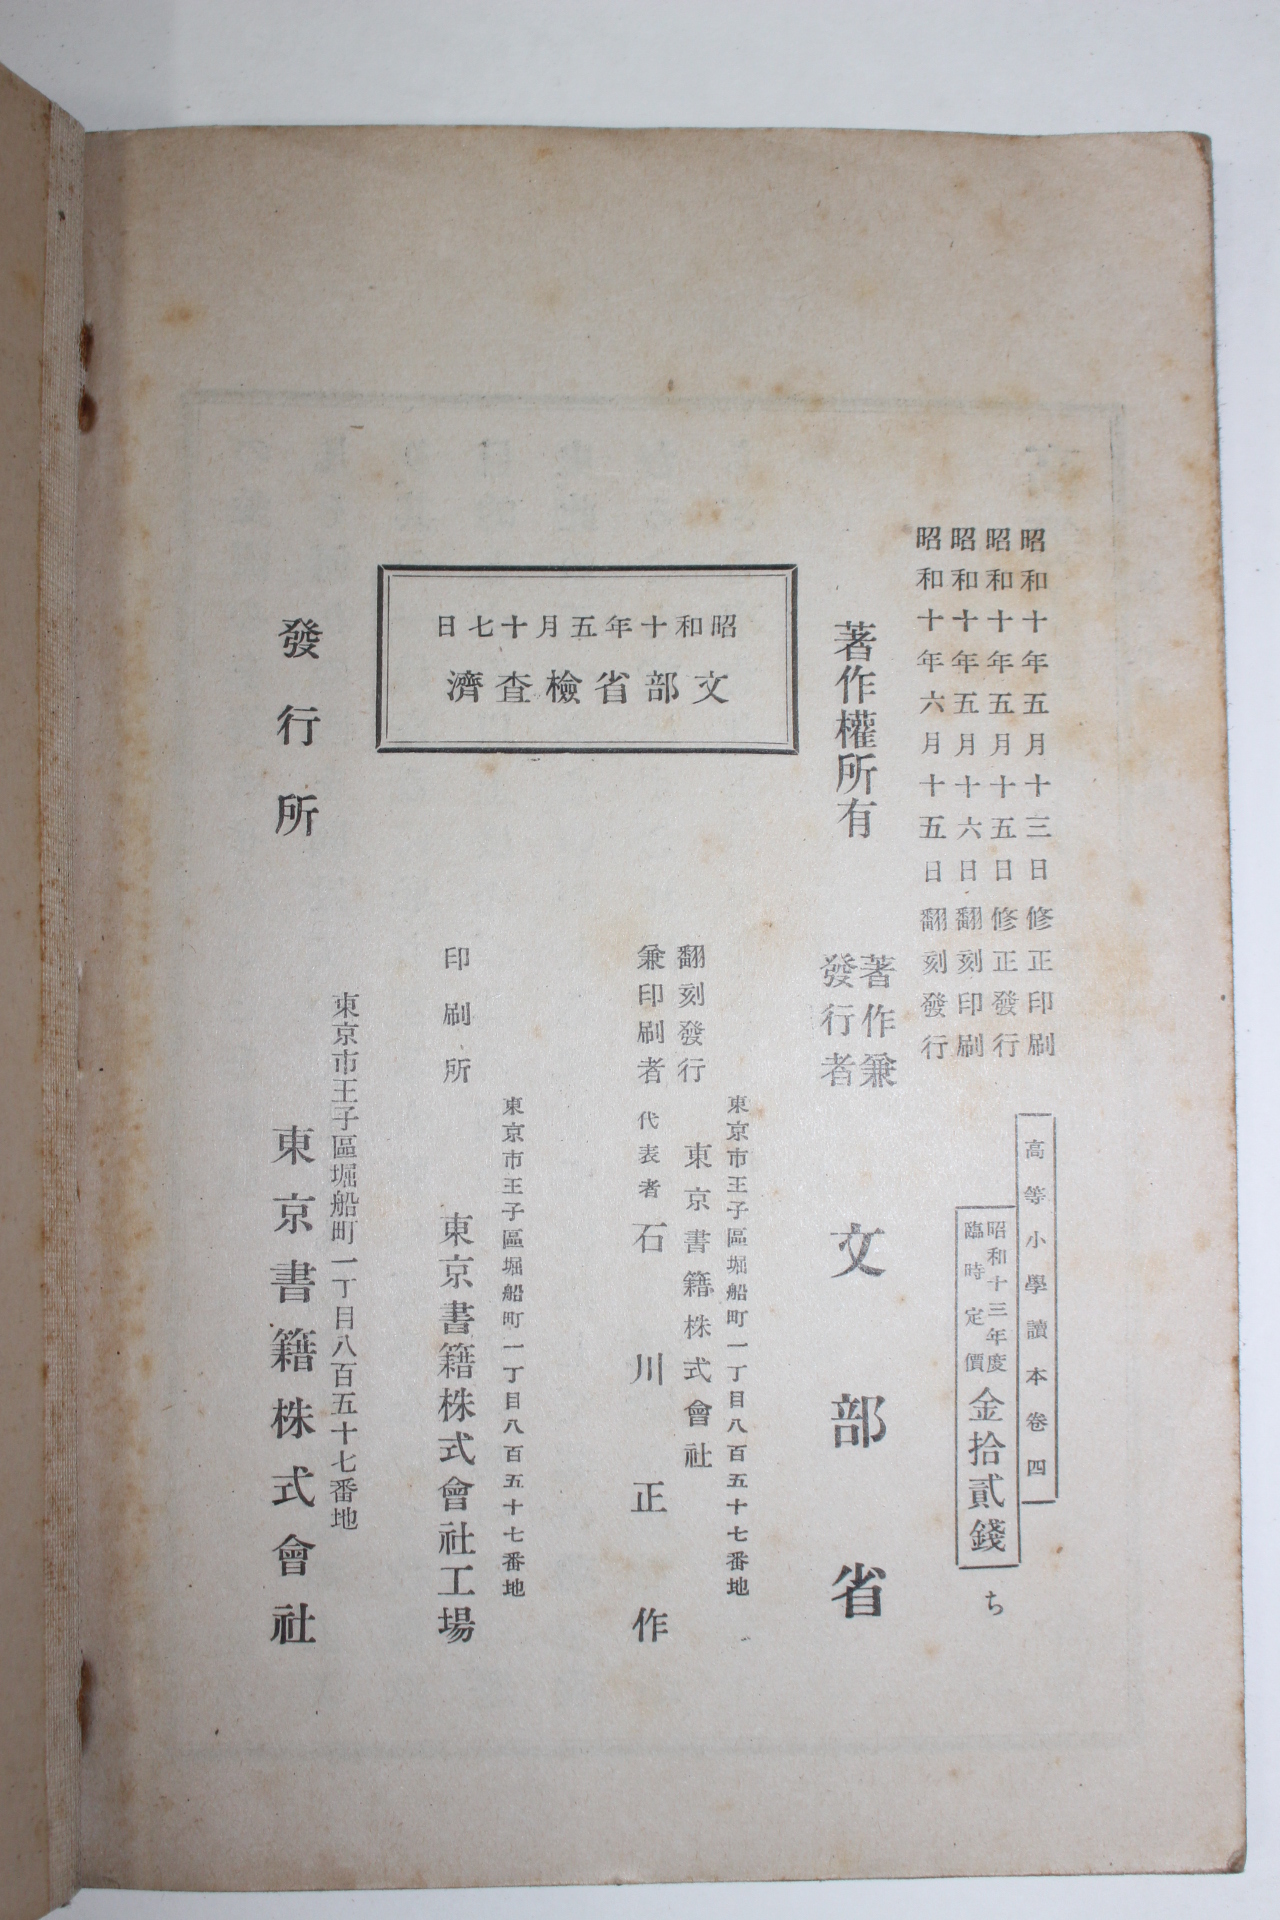 昭和十年五月十三日修正印刷
昭和十年五月十五日修正發行
昭和十年五月十六日翻刻印刷
昭和十年六月十五日翻刻發行
高等小學讀本卷四
昭和十三年度
臨時定價
金拾貳錢
ち
著作權所有
著作兼
發行者
文部省
昭和十年五月十七日
文部省檢查濟
東京市王子區堀船町一丁目八百五十七番地
翻刻發行
兼印刷者
東京書籍株式會社
代表者 石川正作
東京市王子區堀船町一丁目八百五十七番地
印刷所
東京書籍株式會社工場
東京市王子區堀船町一丁目八百五十七番地
發行所
東京書籍株式會社